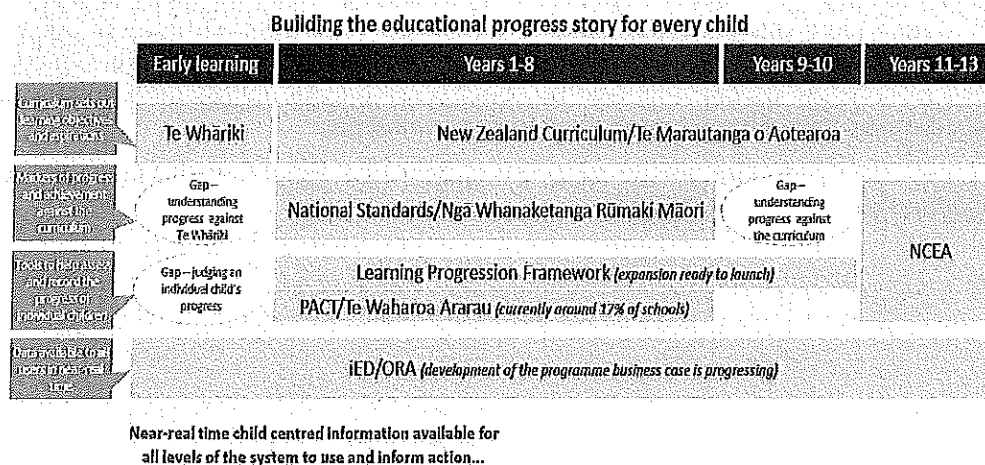 Building the educational progress story for every child
Early learning
Years 1-8
Years 9-10
Years 11-13
Curriculum sets out
learning objectives
Te Whāriki
New Zealand Curriculum/Te Marautanga o Aotearoa
Markers of progress
and achievement
against the
curriculum
Gap –
understanding
progress against
Te Whāriki
National Standards/Ngā Whanaketanga Rūmaki Māori
Gap –
understanding
progress against
the curriculum
NCEA
Tools to help assess
and record the
progress of
individual children
Gap – judging an
individual child's
progress
Learning Progression Framework (expansion ready to launch)
PACT/Te Waharoa Ararau (currently around 17% of schools)
Data available to all
users in near-real
time.
iED/ORA (development of the programme business case is progressing)
Near-real time child centred information available for
all levels of the system to use and inform action...